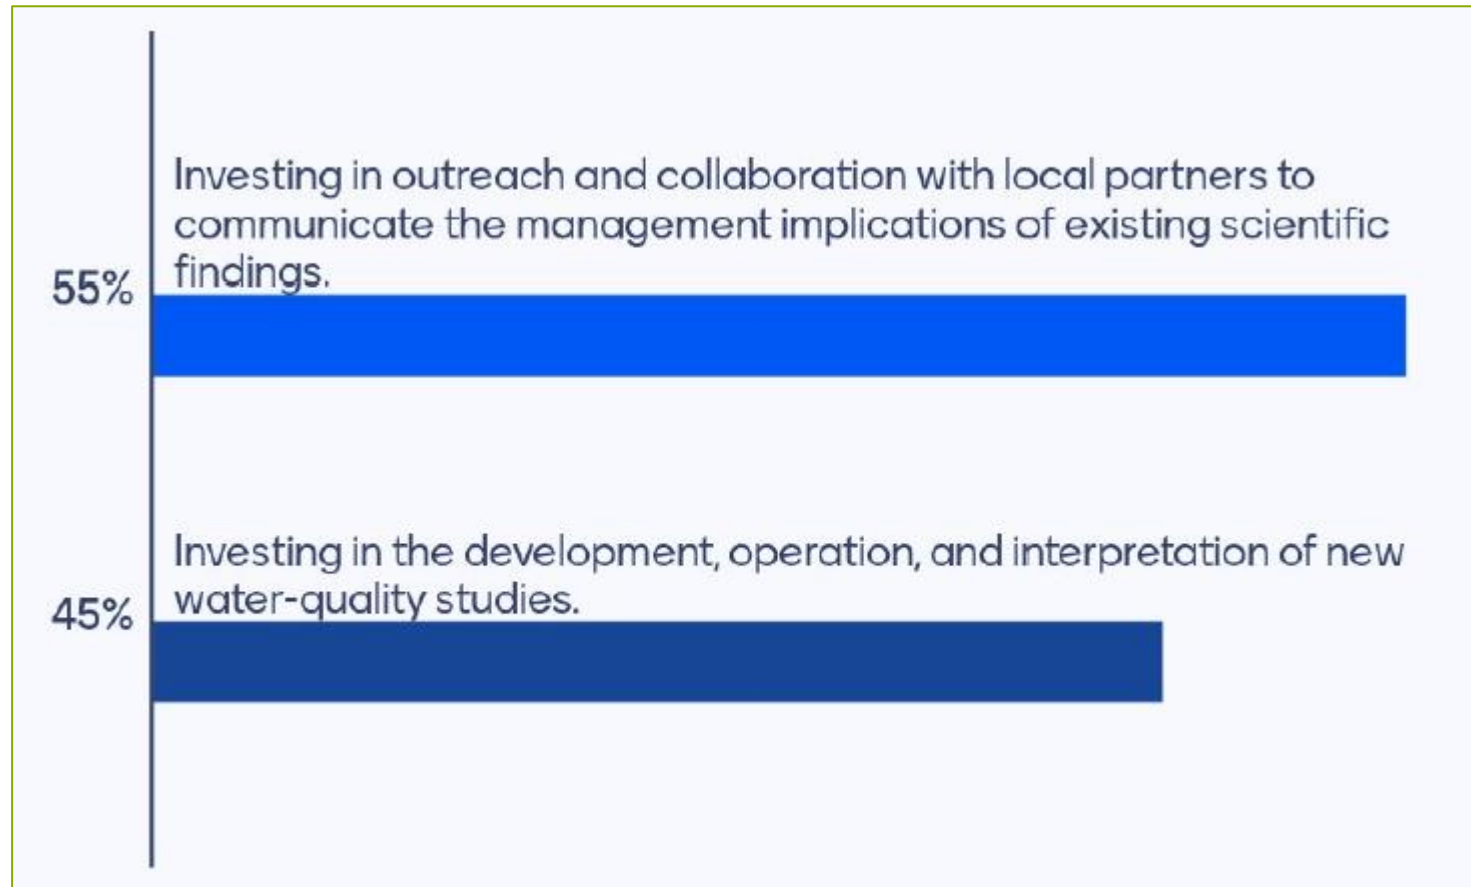 Investing in outreach and collaboration with local partners to
communicate the management implications of existing scientific
findings.
55%
Investing in the development, operation, and interpretation of new
water-quality studies.
45%